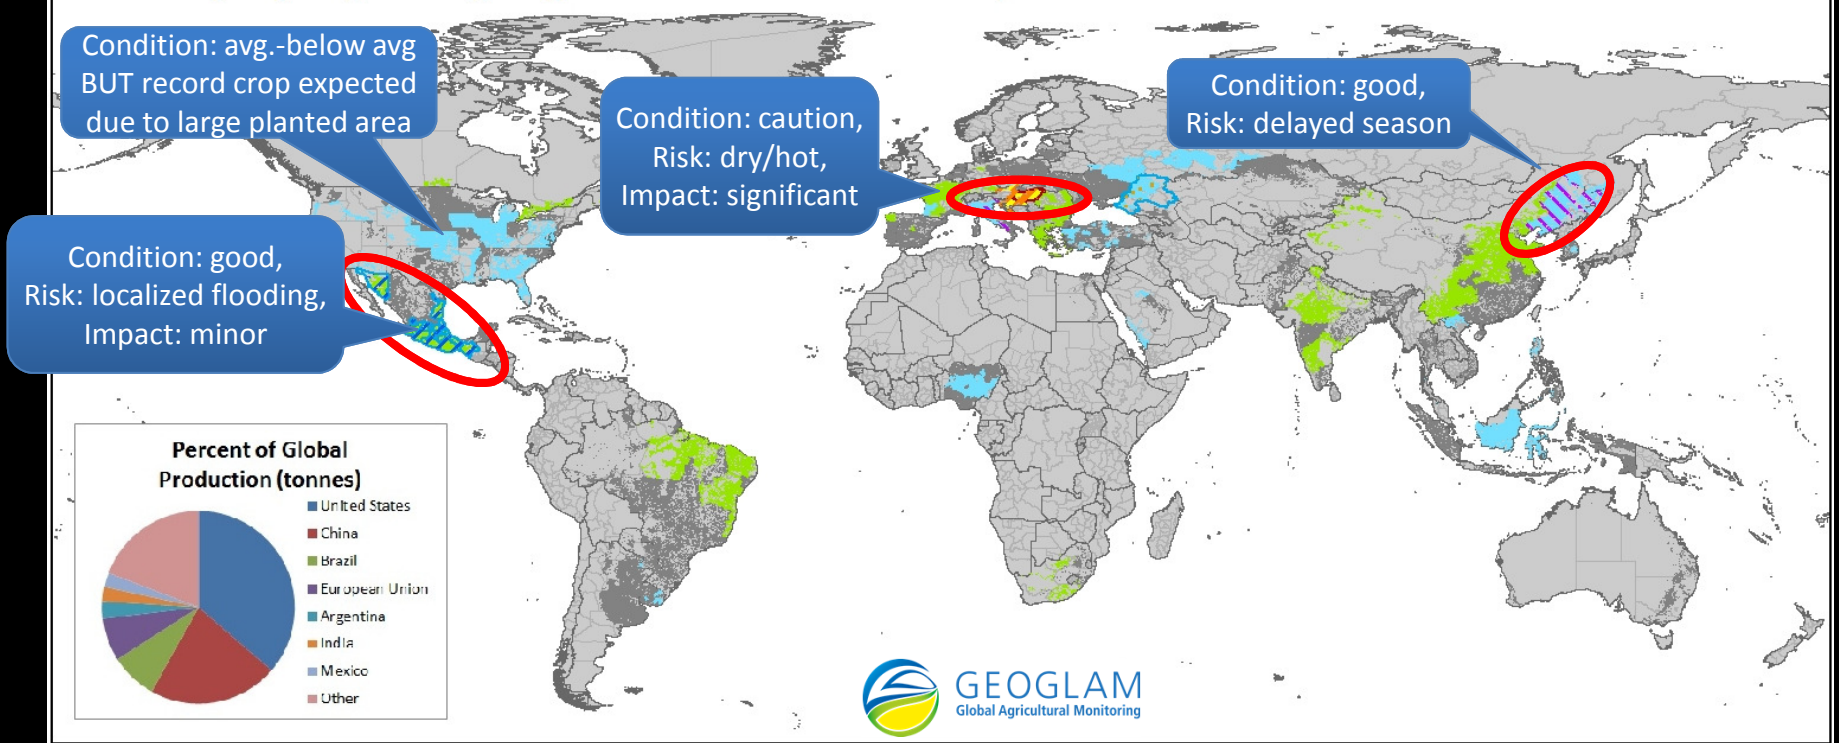 Condition: avg.-below avg
BUT record crop expected
due to large planted area
Condition: caution,
Risk: dry/hot,
Impact: significant
Condition: good,
Risk: delayed season
Condition: good,
Risk: localized flooding,
Impact: minor
Percent of Global
Production (tonnes)
United States
China
Brazil
European Union
Argentina
India
Mexico
Other
GEOGLAM
Global Agricultural Monitoring